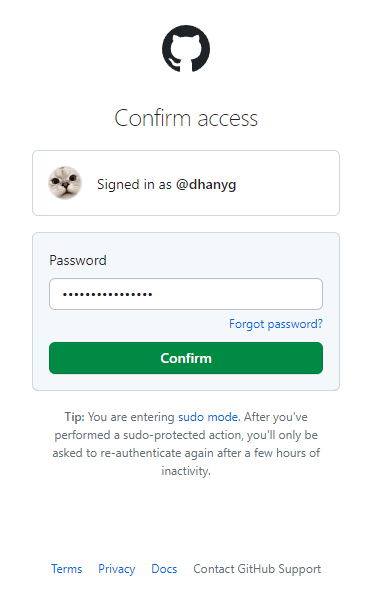 Confirm access
Signed in as @dhanyg
Password
••••••••••••••••
Forgot password?
Confirm
Tip: You are entering sudo mode. After you've
performed a sudo-protected action, you'll only be
asked to re-authenticate again after a few hours of
inactivity.
Terms Privacy Docs Contact GitHub Support